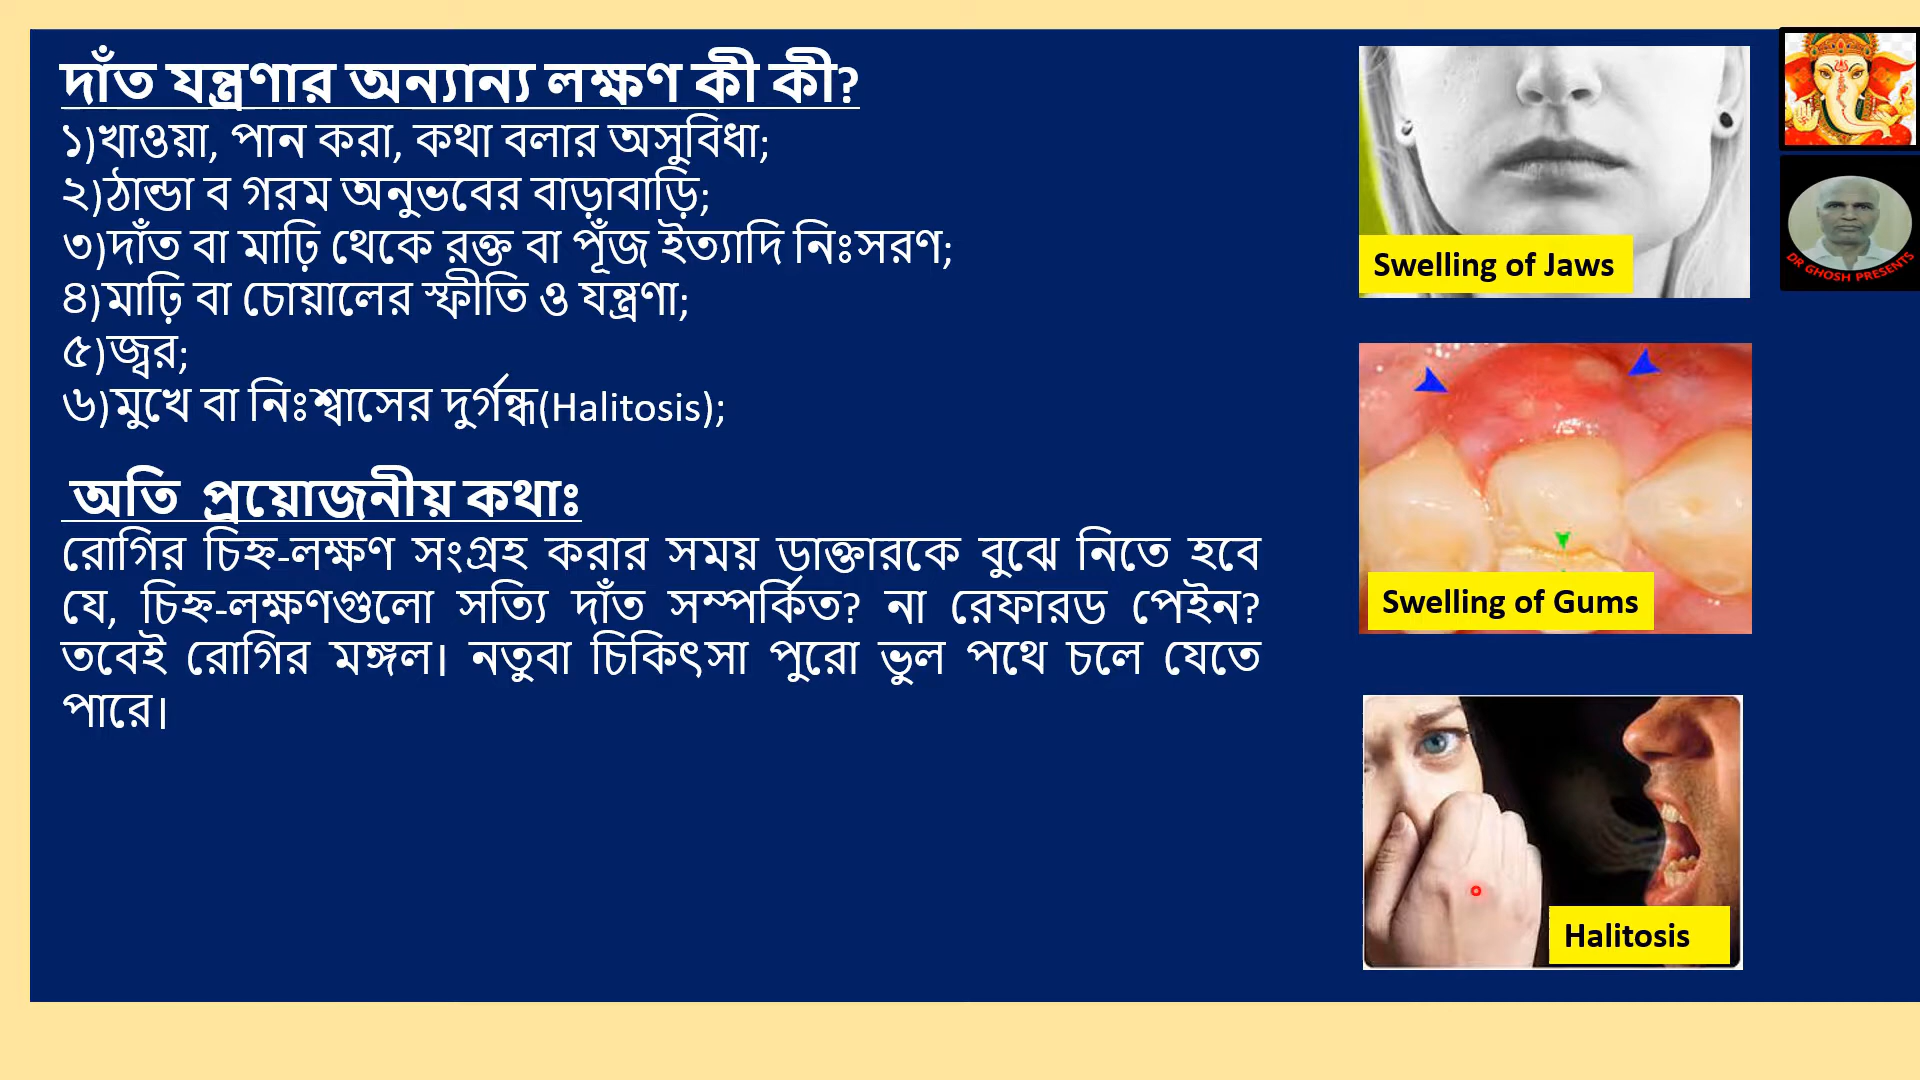 দাঁত যন্ত্রণার অন্যান্য লক্ষণ কী কী?
১)খাওয়া, পান করা, কথা বলার অসুবিধা;
২)ঠান্ডা ব গরম অনুভবের বাড়াবাড়ি;
৩)দাঁত বা মাঢ়ি থেকে রক্ত বা পূঁজ ইত্যাদি নিঃসরণ;
৪)মাঢ়ি বা চোয়ালের স্ফীতি ও যন্ত্রণা;
৫)জ্বর;
৬)মুখে বা নিঃশ্বাসের দুর্গন্ধ(Halitosis);
অতি প্রয়োজনীয় কথাঃ
রোগির চিহ্ন-লক্ষণ সংগ্রহ করার সময় ডাক্তারকে বুঝে নিতে হবে
যে, চিহ্ন-লক্ষণগুলো সত্যি দাঁত সম্পর্কিত? না রেফারড পেইন?
তবেই রোগির মঙ্গল। নতুবা চিকিৎসা পুরো ভুল পথে চলে যেতে
পারে।
Swelling of Jaws
Swelling of Gums
Halitosis
DR GHOSH PRESENTS